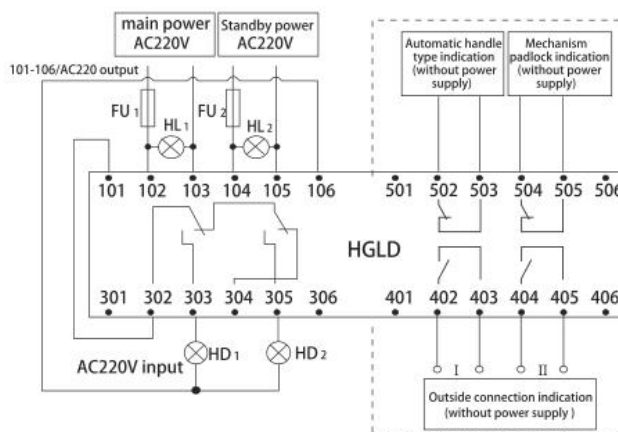 main power
AC220V
Standby power
AC220V
Automatic handle
type indication
(without power
supply)
Mechanism
padlock indication
(without power
supply)
101-106/AC220 output
FU 1
HL 1
FU 2
HL 2
101 102 103 104 105 106 501 502 503 504 505 506
HGLD
301 302 303 304 305 306 401 402 403 404 405 406
HD 1
HD 2
AC220V input
I
II
Outside connection indication
(without power supply )